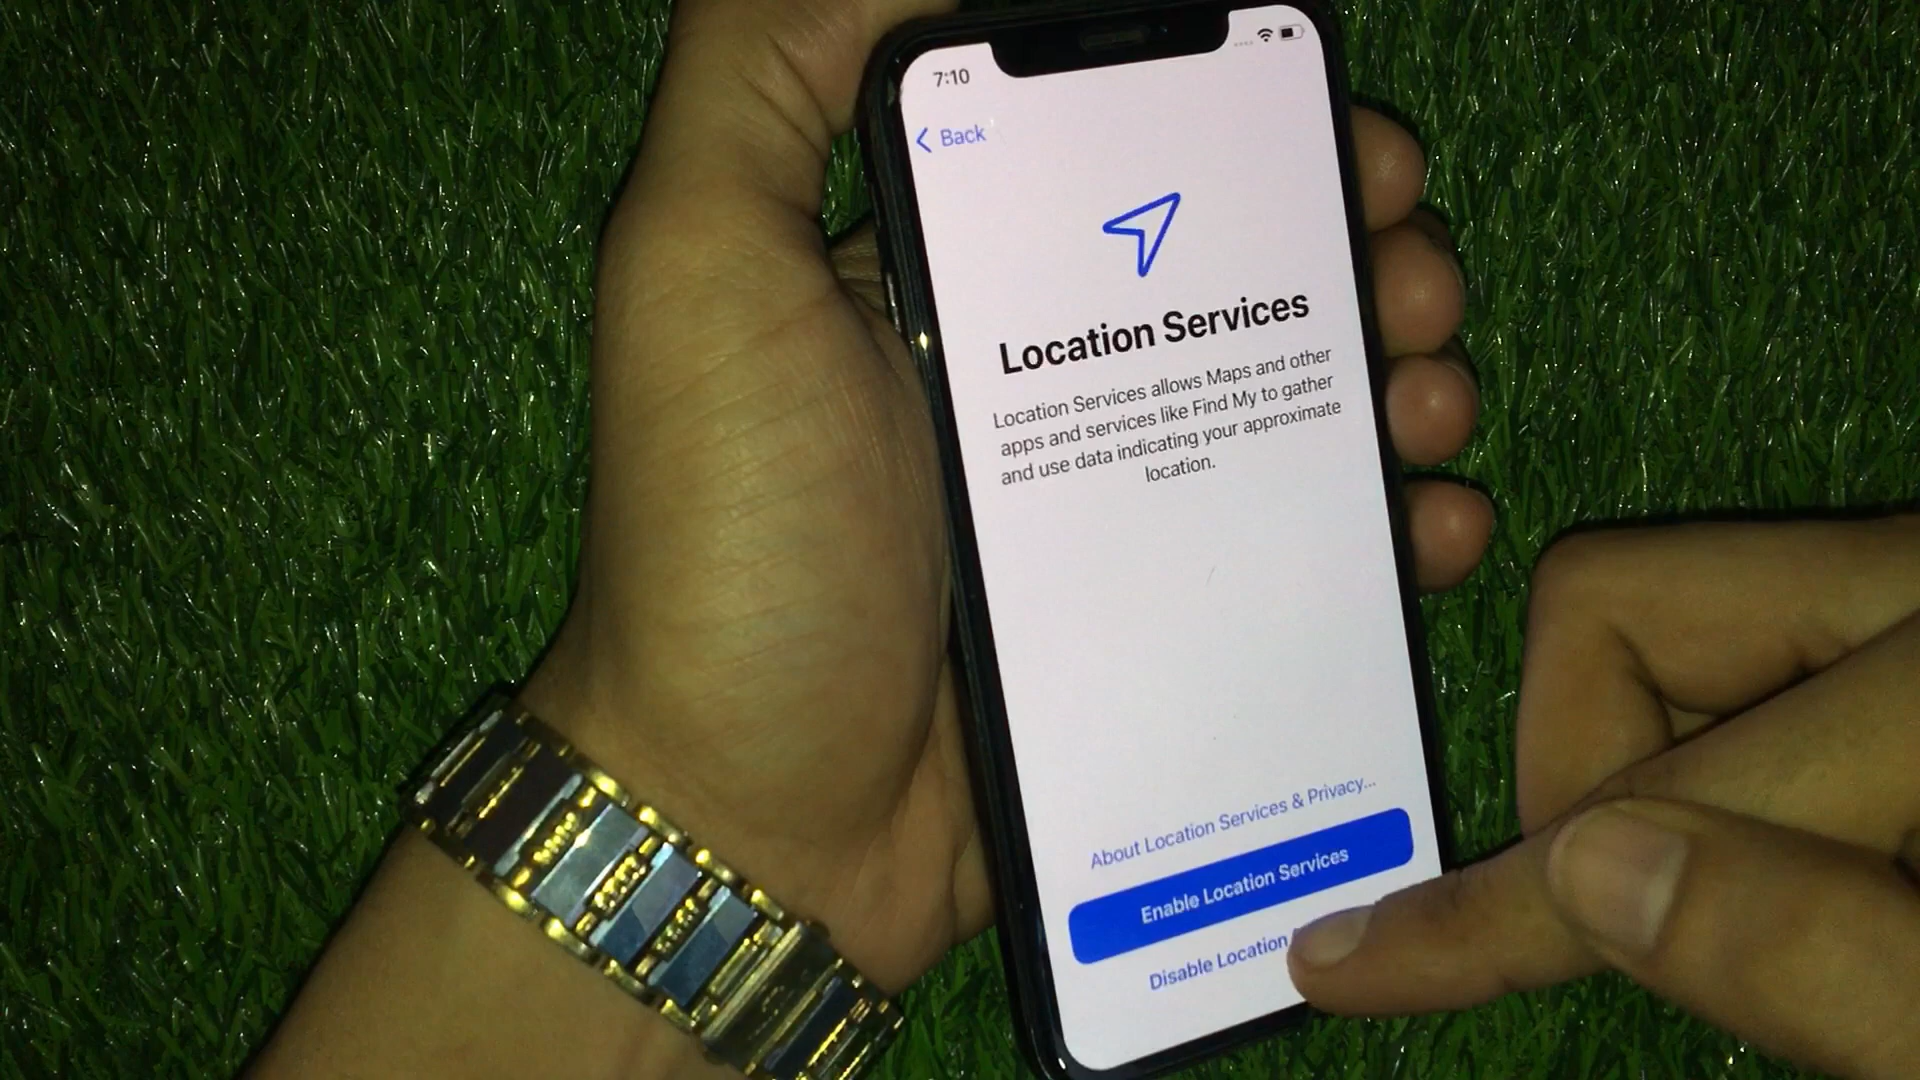 7:10
Back
Location Services
Location Services allows Maps and other
apps and services like Find My to gather
and use data indicating your approximate
location.
About Location Services & Privacy...
Enable Location Services
Disable Location